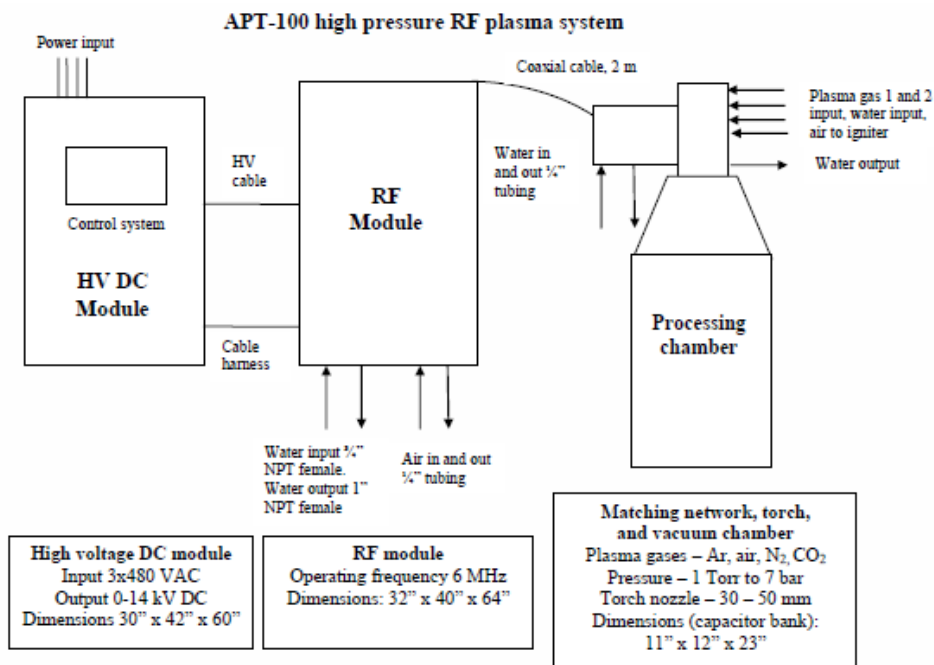 APT-100 high pressure RF plasma system
Power input
Control system
HV DC
Module
HV
cable
Cable
harness
RF
Module
Coaxial cable, 2 m
Water in
and out ¼”
tubing
Plasma gas 1 and 2
input, water input,
air to igniter
Water output
Processing
chamber
Water input ¾”
NPT female.
Water output 1”
NPT female
Air in and out
¼” tubing
High voltage DC module
Input 3x480 VAC
Output 0-14 kV DC
Dimensions 30” x 42” x 60”
RF module
Operating frequency 6 MHz
Dimensions: 32” x 40” x 64”
Matching network, torch,
and vacuum chamber
Plasma gases – Ar, air, N₂, CO₂
Pressure – 1 Torr to 7 bar
Torch nozzle – 30 – 50 mm
Dimensions (capacitor bank):
11” x 12” x 23”